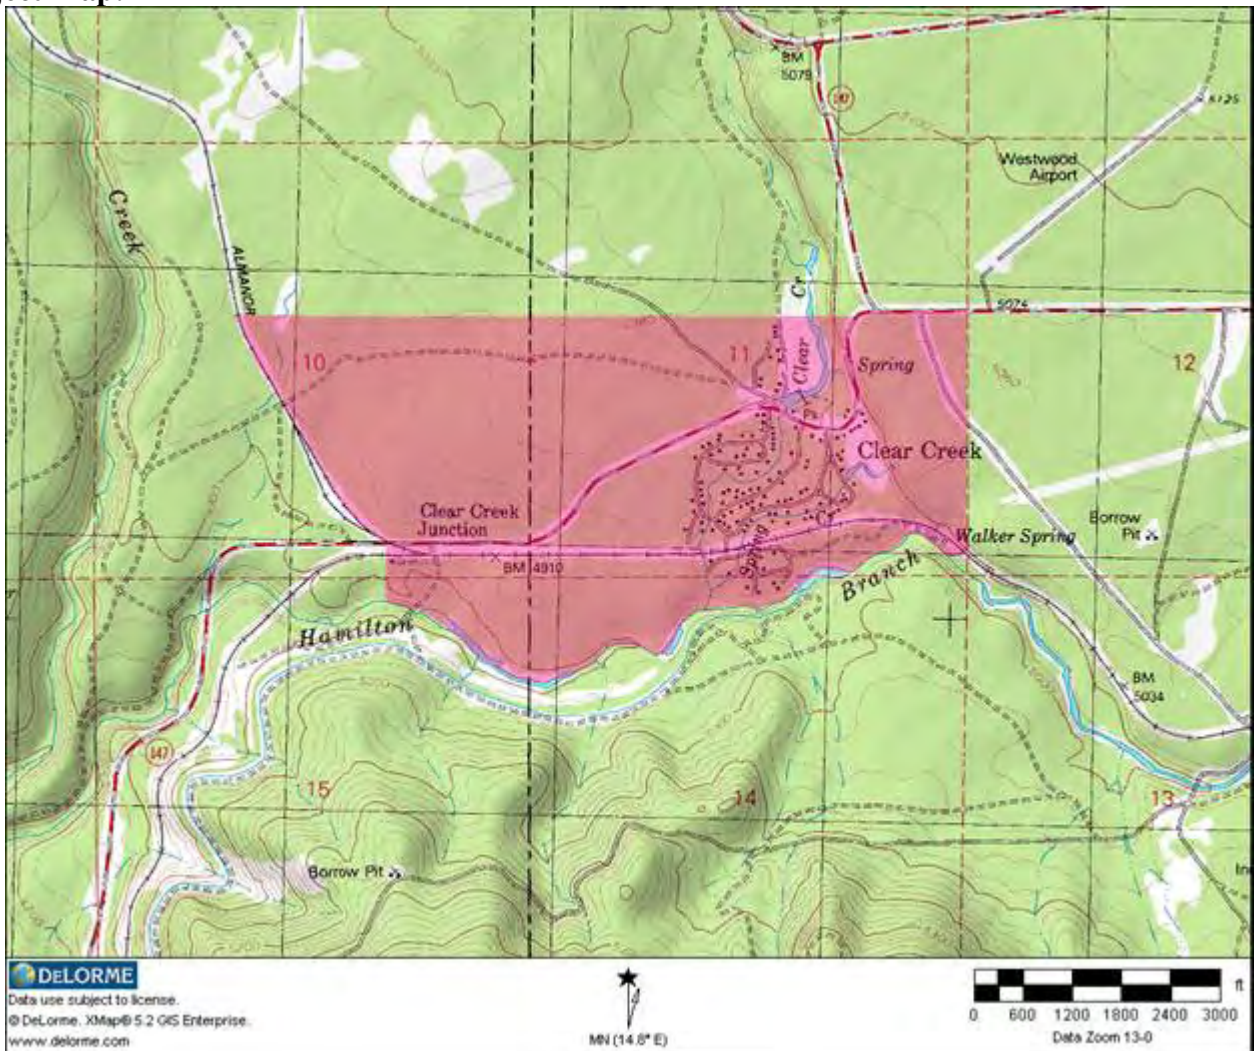 BM
5079
147
5125
Westwood
Airport
Creek
ALMANOR
Cr
5074
10
11
Clear
Spring
12
Clear Creek
Clear Creek
Junction
Cr
Borrow
Pit
Walker Spring
Spring
BM 4910
Branch
Hamilton
BM
5034
147
15
14
13
Borrow Pit
DELORME
Data use subject to license.
© DeLorme. XMap® 5.2 GIS Enterprise.
www.delorme.com
MN (14.8° E)
ft
0 600 1200 1800 2400 3000
Data Zoom 13-0